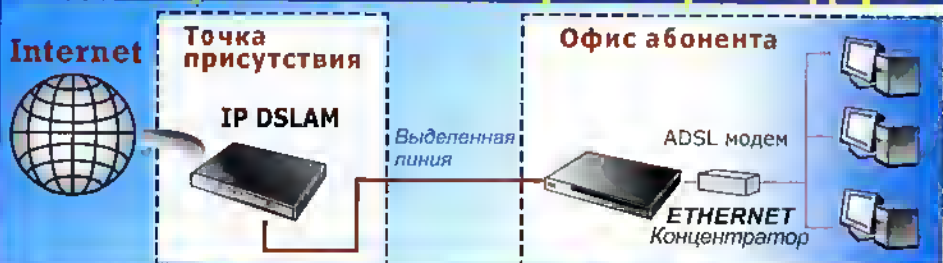 Internet
Точка
присутствия
IP DSLAM
Выделенная
линия
Офис абонента
ADSL модем
ETHERNET
Концентратор